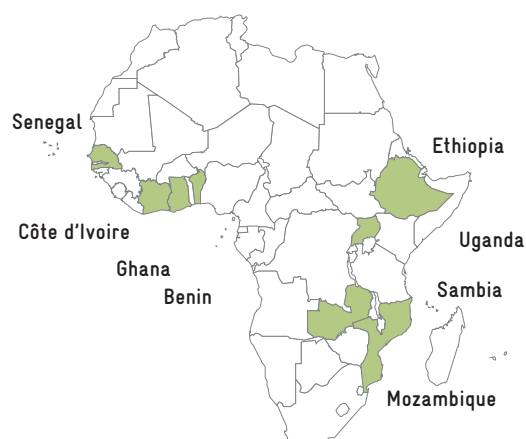 Senegal
Ethiopia
Côte d'Ivoire
Uganda
Ghana
Benin
Sambia
Mozambique